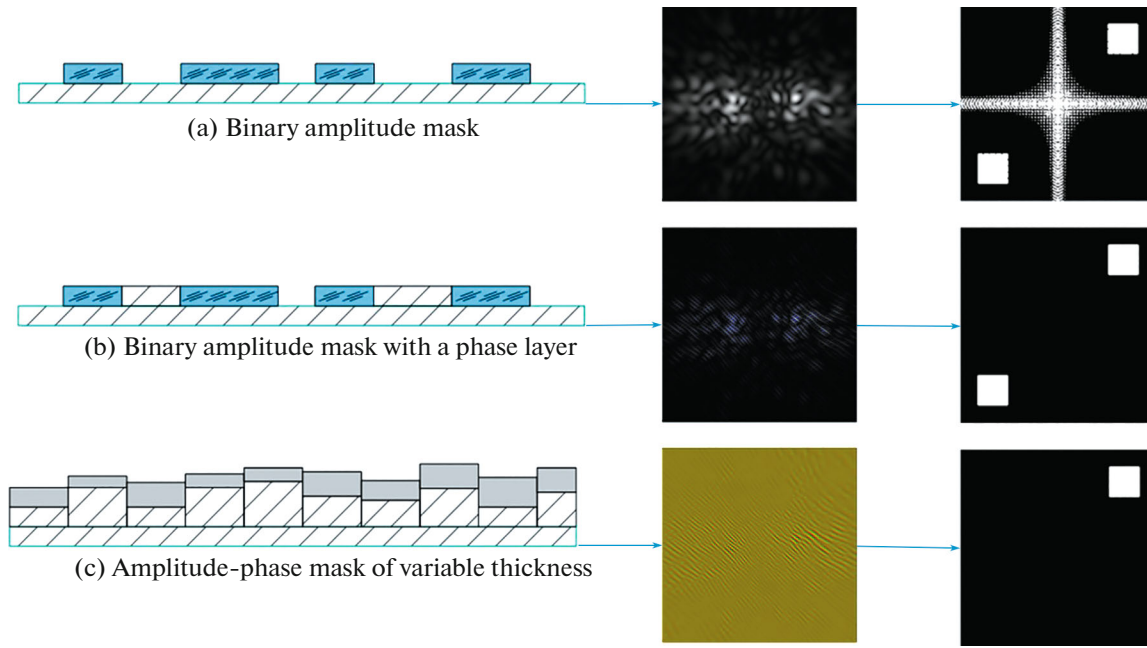 (a) Binary amplitude mask
(b) Binary amplitude mask with a phase layer
(c) Amplitude-phase mask of variable thickness